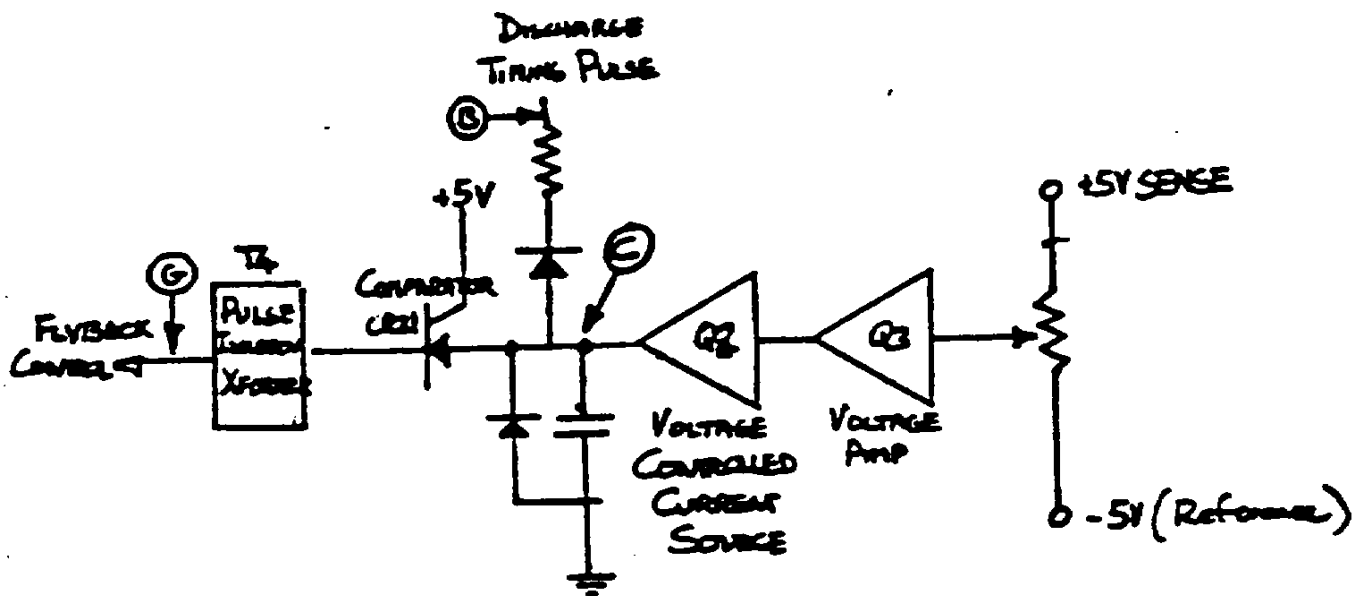 DISCHARGE
TIMING PULSE
B
+5V
C
+5V SENSE
G
T4
PULSE
XFORMER
COMPARATOR
CR21
FLYBACK
CONTROL
Q2
Q3
VOLTAGE
CONTROLLED
CURRENT
SOURCE
VOLTAGE
AMP
-5V (Reference)